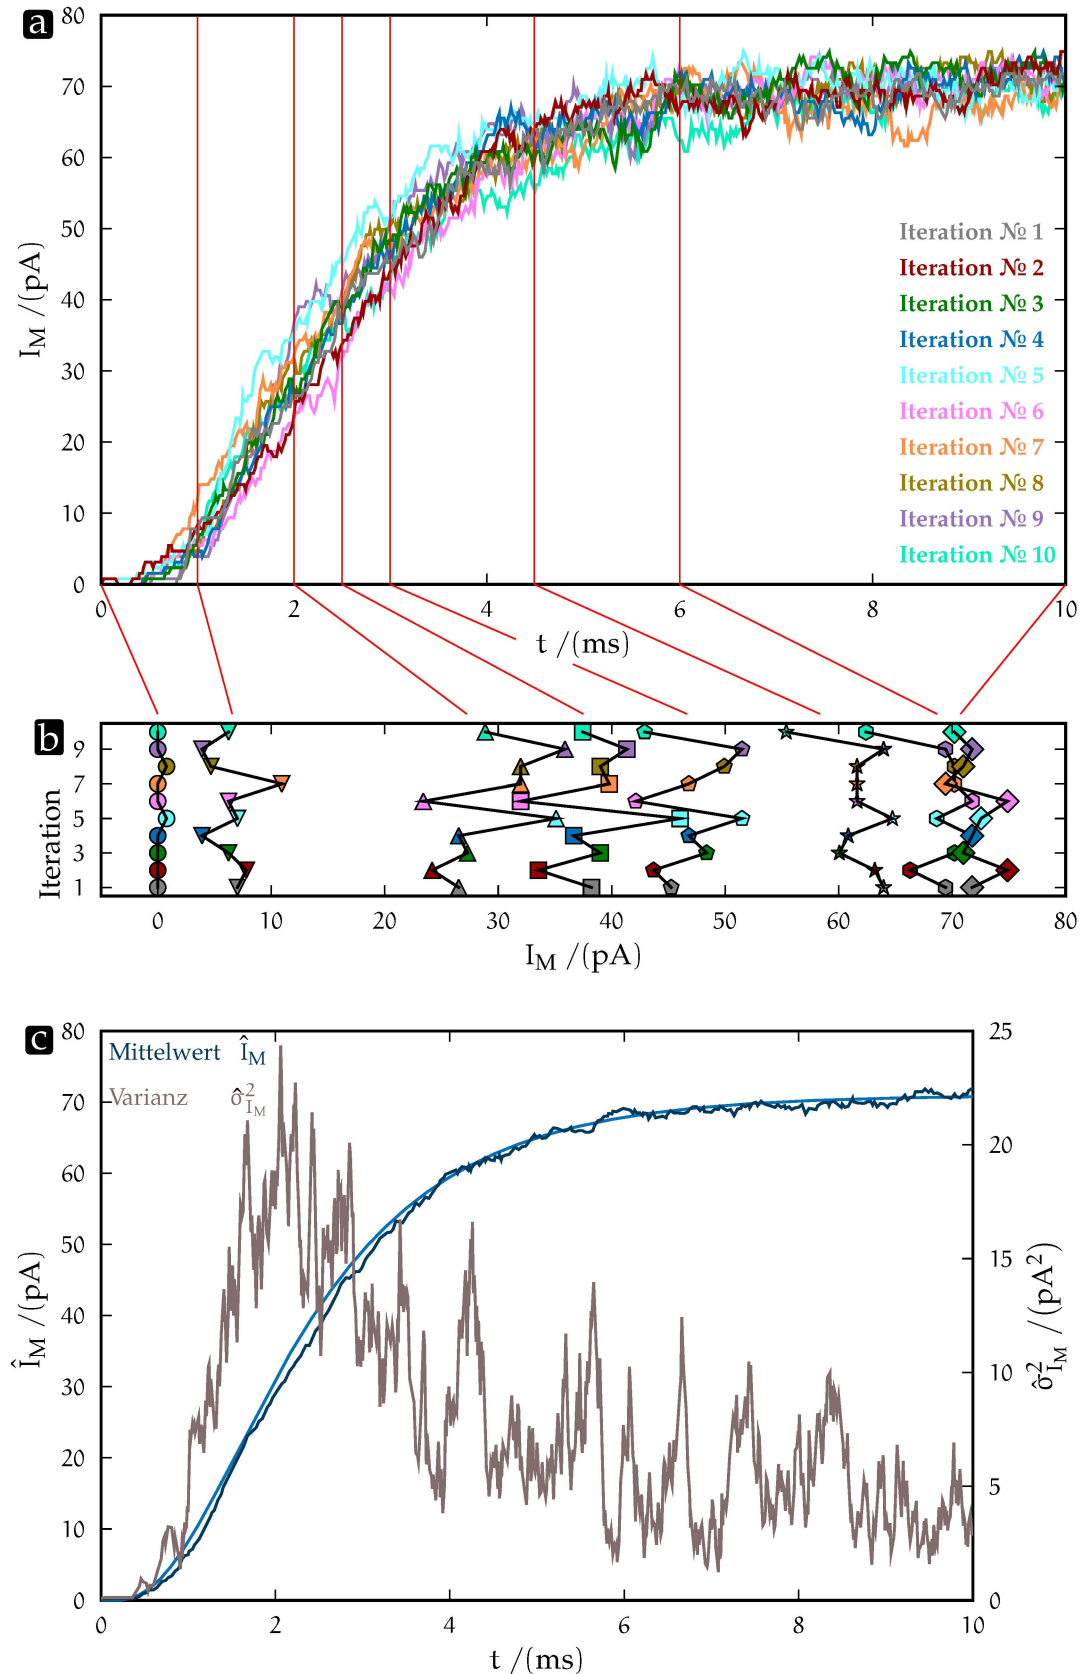 a
80
70
60
50
40
30
20
10
0
I_M /(pA)
Iteration № 1
Iteration № 2
Iteration № 3
Iteration № 4
Iteration № 5
Iteration № 6
Iteration № 7
Iteration № 8
Iteration № 9
Iteration № 10
0 2 4 6 8 10
t /(ms)
b
9
7
5
3
1
Iteration
0 10 20 30 40 50 60 70 80
I_M /(pA)
c
Mittelwert Î_M
Varianz σ̂²_{I_M}
80
70
60
50
40
30
20
10
0
Î_M /(pA)
25
20
15
10
5
0
σ̂²_{I_M} /(pA²)
0 2 4 6 8 10
t /(ms)